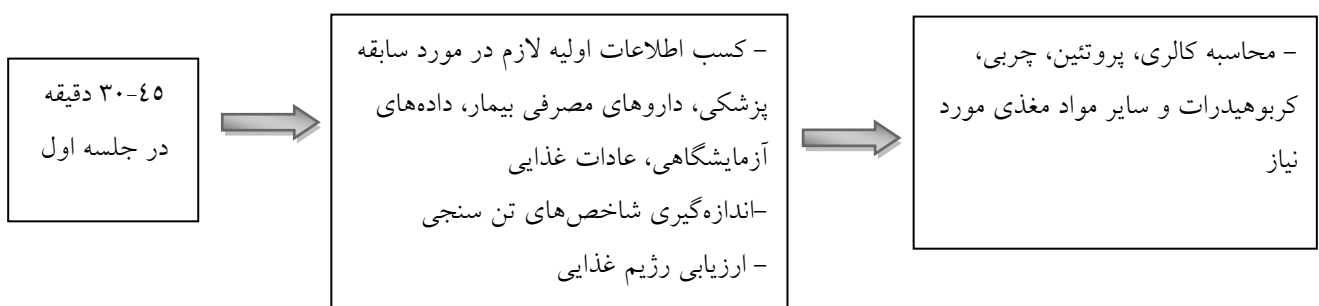 ۳۰-٤٥ دقیقه
در جلسه اول
– کسب اطلاعات اولیه لازم در مورد سابقه
پزشکی، داروهای مصرفی بیمار، داده‌های
آزمایشگاهی، عادات غذایی
–اندازه‌گیری شاخص‌های تن سنجی
– ارزیابی رژیم غذایی
– محاسبه کالری، پروتئین، چربی،
کربوهیدرات و سایر مواد مغذی مورد
نیاز